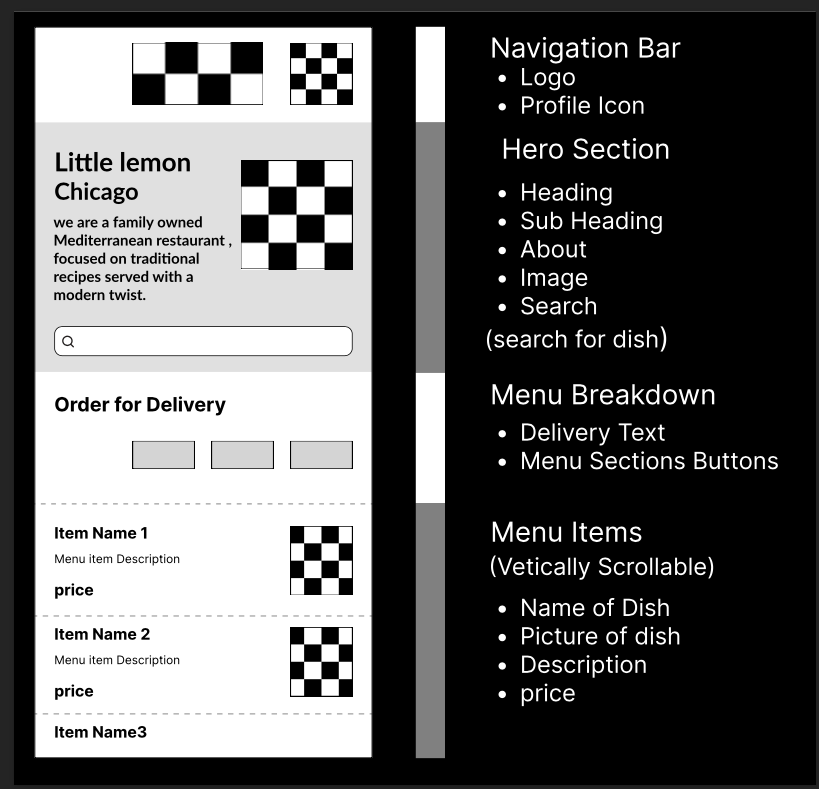 Little lemon
Chicago
we are a family owned
Mediterranean restaurant ,
focused on traditional
recipes served with a
modern twist.
Order for Delivery
Item Name 1
Menu item Description
price
Item Name 2
Menu item Description
price
Item Name3
Navigation Bar
• Logo
• Profile Icon
Hero Section
• Heading
• Sub Heading
• About
• Image
• Search
(search for dish)
Menu Breakdown
• Delivery Text
• Menu Sections Buttons
Menu Items
(Vetically Scrollable)
• Name of Dish
• Picture of dish
• Description
• price